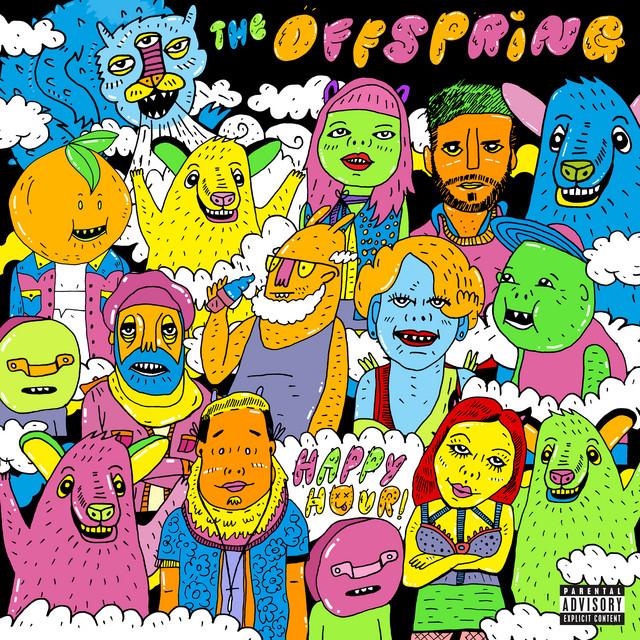 THE OFFSPRING
HAPPY
HOUR!
PARENTAL
ADVISORY
EXPLICIT CONTENT